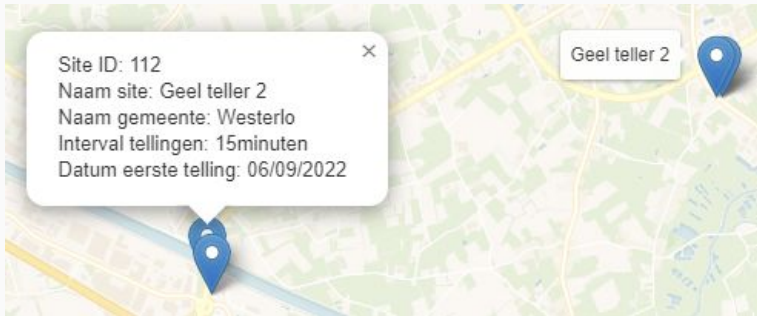 Site ID: 112
Naam site: Geel teller 2
Naam gemeente: Westerlo
Interval tellingen: 15minuten
Datum eerste telling: 06/09/2022
Geel teller 2